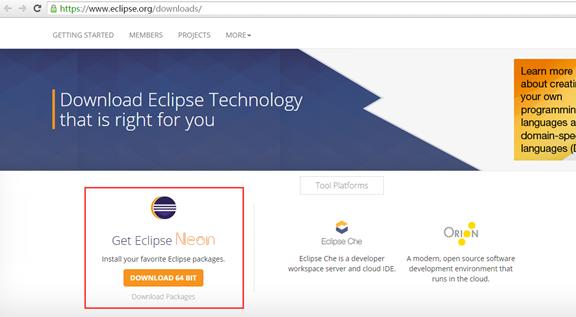 https://www.eclipse.org/downloads/
GETTING STARTED MEMBERS PROJECTS MORE
Download Eclipse Technology
that is right for you
Learn more
about creatin
your own
programmin
languages a
domain-spe
languages (D
Tool Platforms
Get Eclipse Neon
Install your favorite Eclipse packages.
DOWNLOAD 64 BIT
Download Packages
Eclipse Che
Eclipse Che is a developer
workspace server and cloud IDE.
ORION
A modern, open source software
development environment that
runs in the cloud.